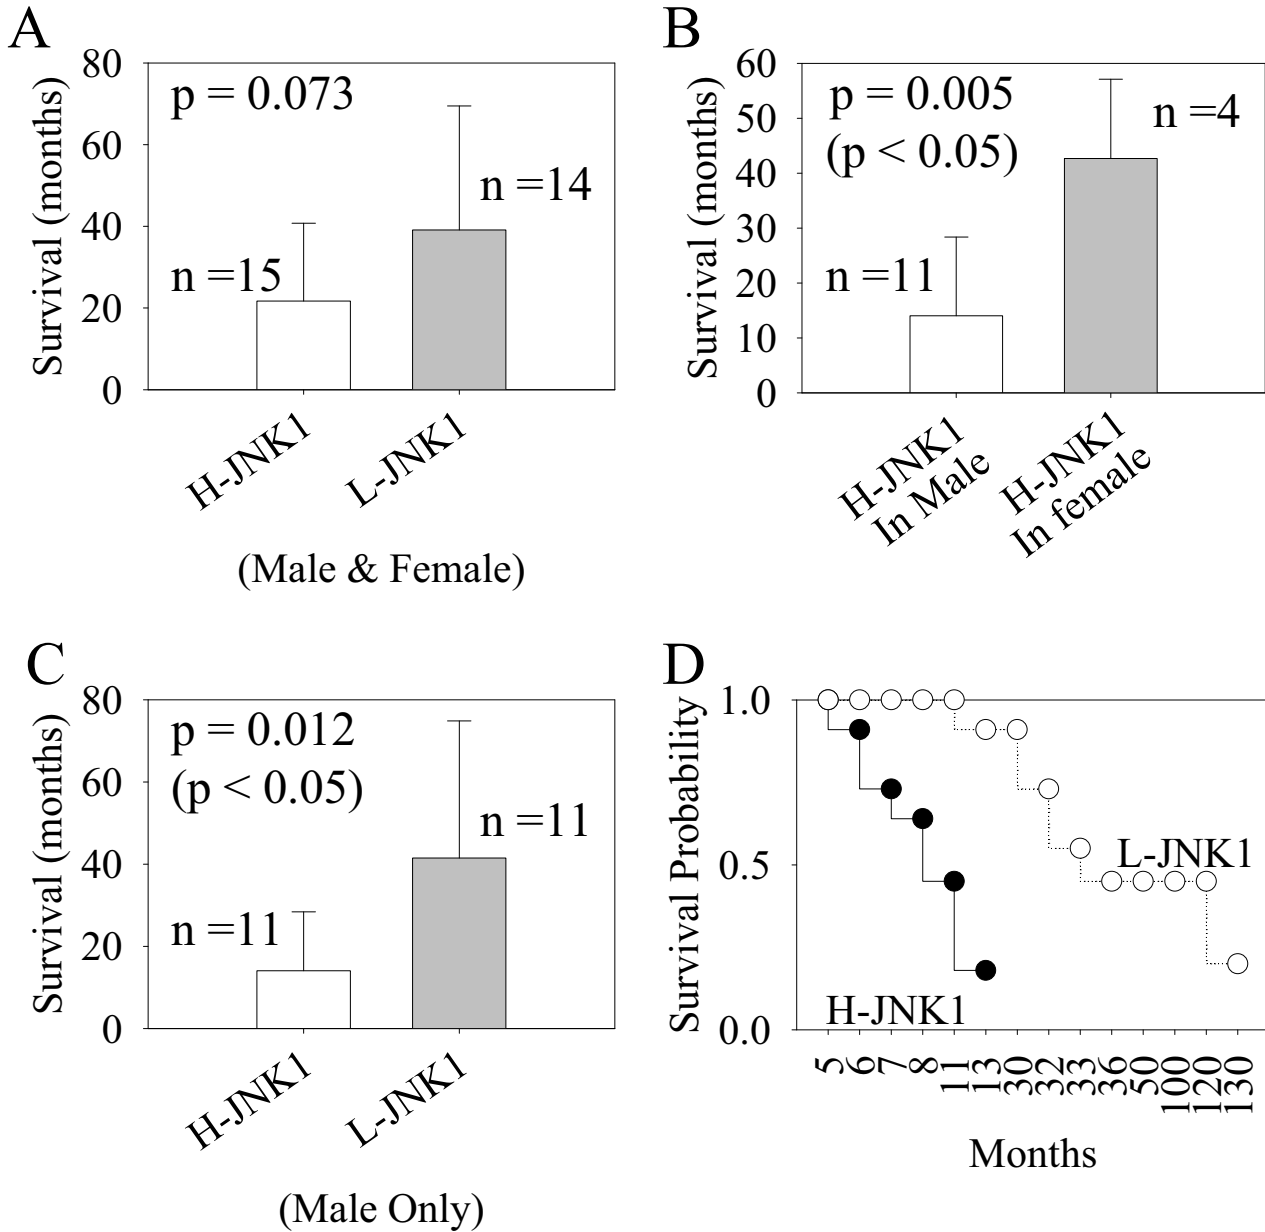 A
Survival (months)
80
60
40
20
0
p = 0.073
n =15
n =14
H-JNK1
L-JNK1
(Male & Female)
B
Survival (months)
60
50
40
30
20
10
0
p = 0.005
(p < 0.05)
n =11
n =4
H-JNK1
In Male
H-JNK1
In female
C
Survival (months)
80
60
40
20
0
p = 0.012
(p < 0.05)
n =11
n =11
H-JNK1
L-JNK1
(Male Only)
D
Survival Probability
1.0
0.5
0.0
L-JNK1
H-JNK1
5
6
7
8
11
13
30
32
33
36
50
100
120
130
Months